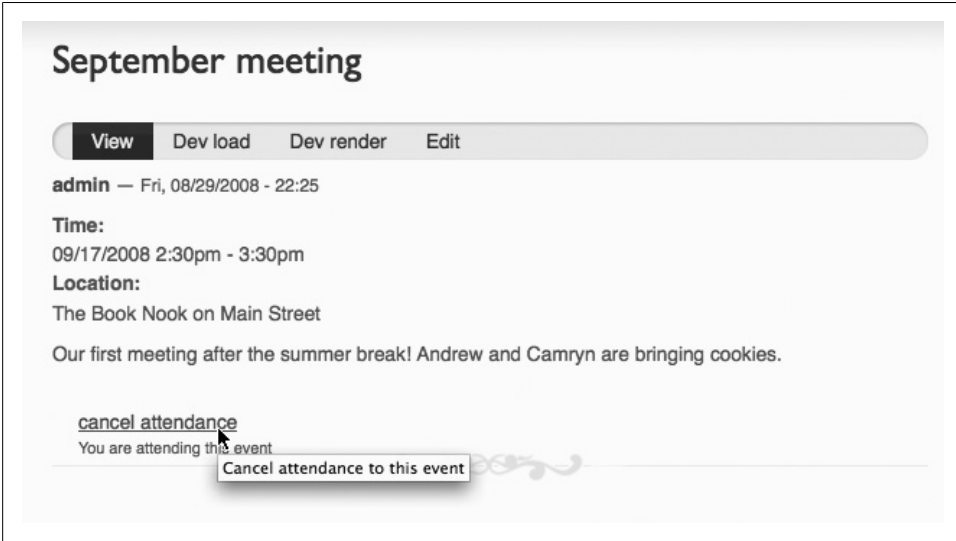 September meeting
View Dev load Dev render Edit
admin — Fri, 08/29/2008 - 22:25
Time:
09/17/2008 2:30pm - 3:30pm
Location:
The Book Nook on Main Street
Our first meeting after the summer break! Andrew and Camryn are bringing cookies.
cancel attendance
You are attending this event
Cancel attendance to this event